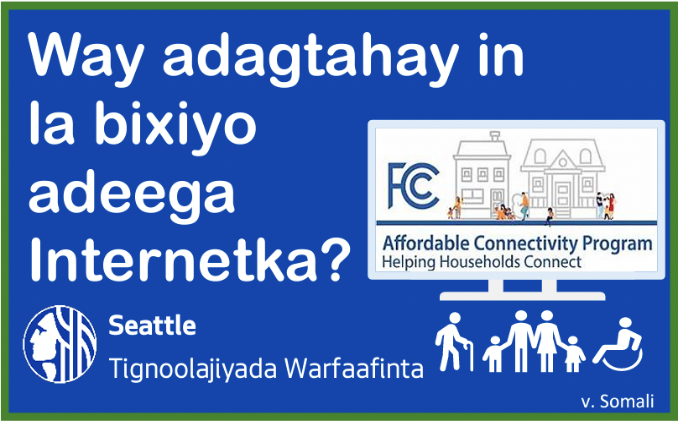 Way adagtahay in
la bixiyo
adeega
Internetka?
FCC
Affordable Connectivity Program
Helping Households Connect
Seattle
Tignoolajiyada Warfaafinta
v. Somali